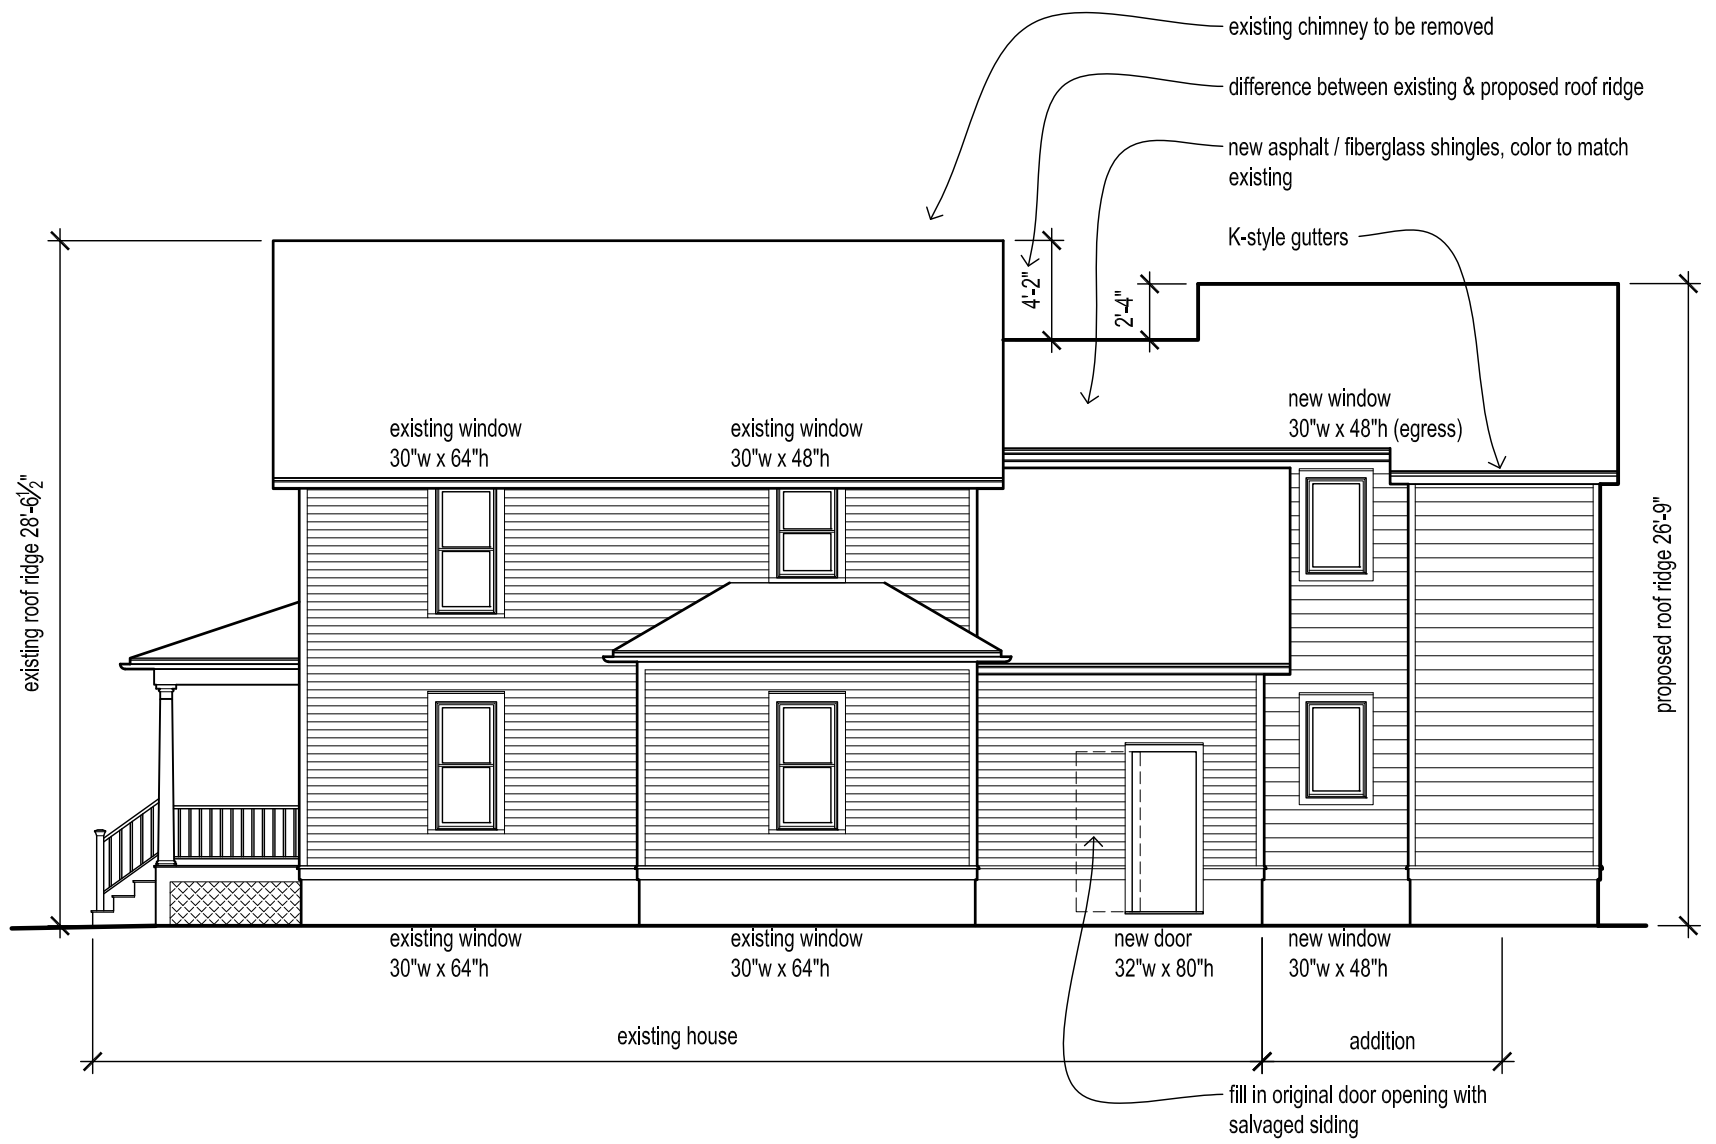 existing chimney to be removed
difference between existing & proposed roof ridge
new asphalt / fiberglass shingles, color to match
existing
K-style gutters
4'-2"
2'-4"
existing roof ridge 28'-6½"
proposed roof ridge 26'-9"
existing window
30"w x 64"h
existing window
30"w x 48"h
new window
30"w x 48"h (egress)
existing window
30"w x 64"h
existing window
30"w x 64"h
new door
32"w x 80"h
new window
30"w x 48"h
existing house
addition
fill in original door opening with
salvaged siding